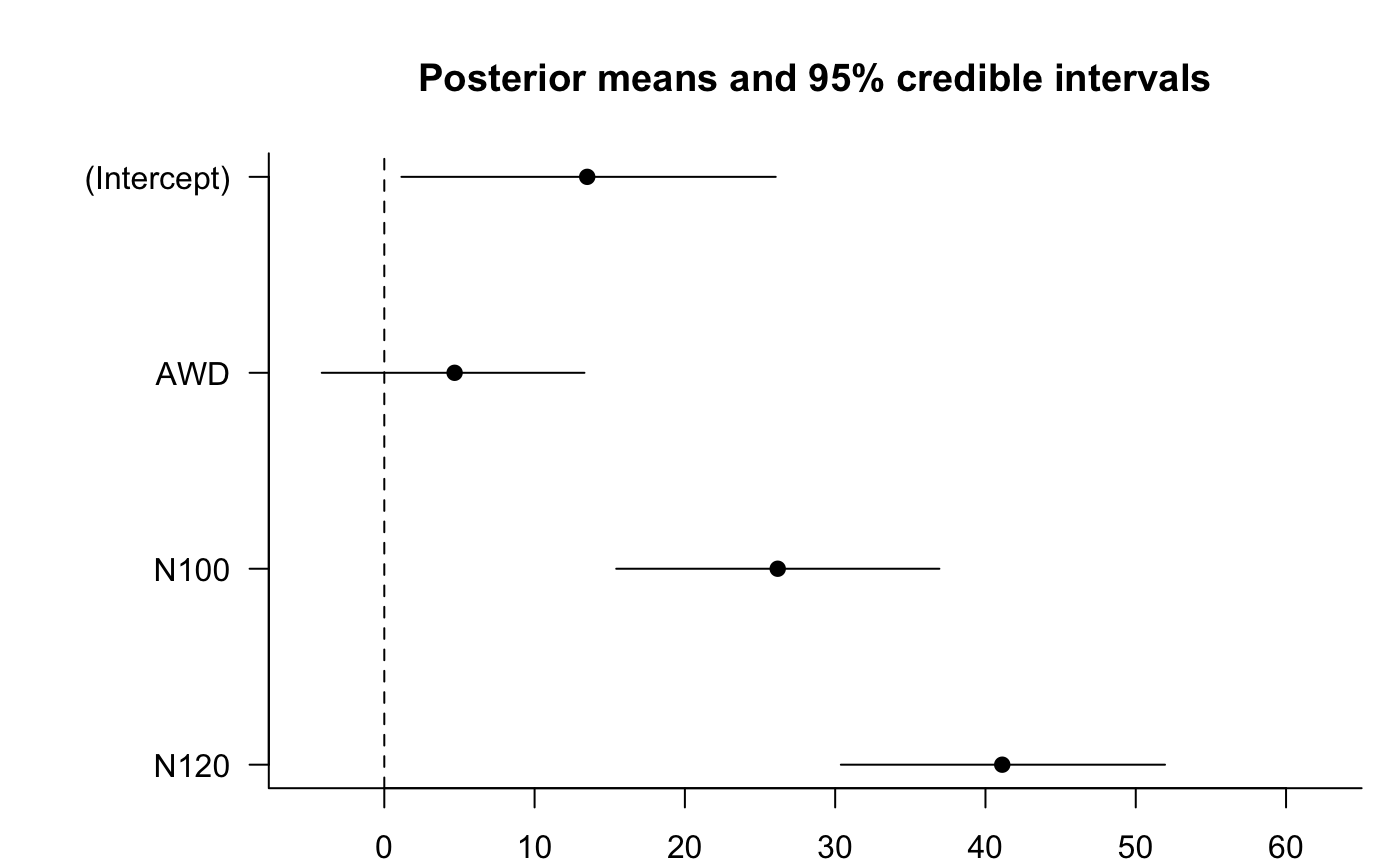 Posterior means and 95% credible intervals
(Intercept)
AWD
N100
N120
0 10 20 30 40 50 60